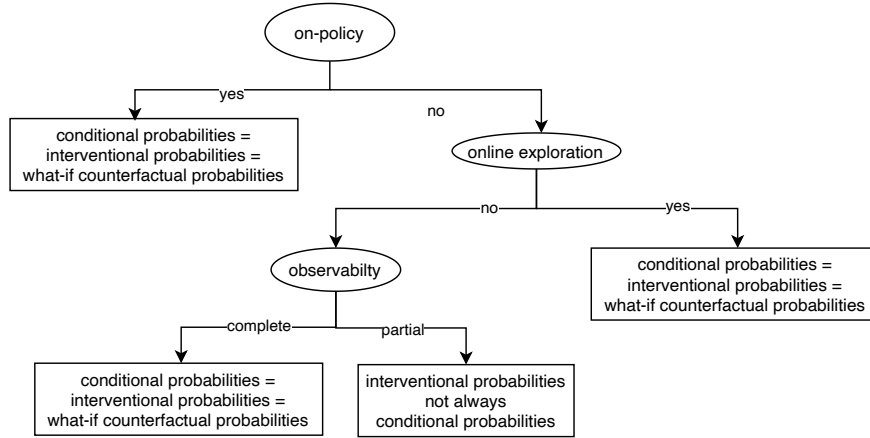 on-policy
yes
no
conditional probabilities =
interventional probabilities =
what-if counterfactual probabilities
online exploration
no
yes
observabilty
conditional probabilities =
interventional probabilities =
what-if counterfactual probabilities
complete
partial
conditional probabilities =
interventional probabilities =
what-if counterfactual probabilities
interventional probabilities
not always
conditional probabilities